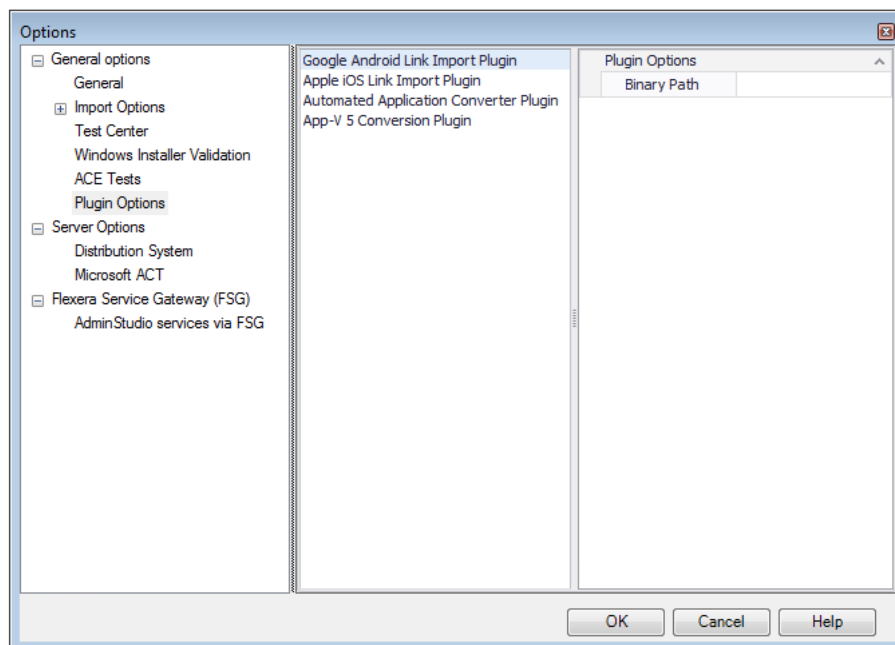 Options
General options
General
Import Options
Test Center
Windows Installer Validation
ACE Tests
Plugin Options
Server Options
Distribution System
Microsoft ACT
Flexera Service Gateway (FSG)
AdminStudio services via FSG
Google Android Link Import Plugin
Apple iOS Link Import Plugin
Automated Application Converter Plugin
App-V 5 Conversion Plugin
Plugin Options
Binary Path
OK
Cancel
Help